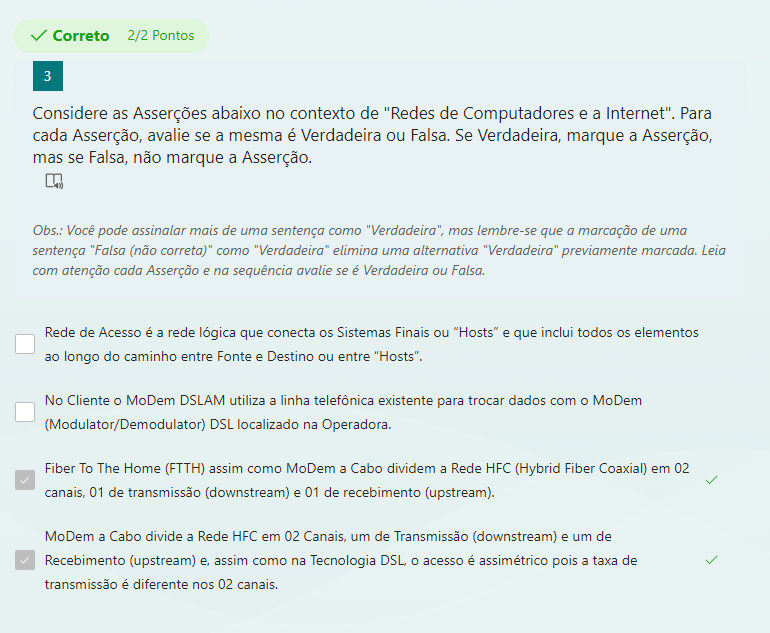 Correto 2/2 Pontos
3
Considere as Asserções abaixo no contexto de "Redes de Computadores e a Internet". Para
cada Asserção, avalie se a mesma é Verdadeira ou Falsa. Se Verdadeira, marque a Asserção,
mas se Falsa, não marque a Asserção.
Obs.: Você pode assinalar mais de uma sentença como "Verdadeira", mas lembre-se que a marcação de uma
sentença "Falsa (não correta)" como "Verdadeira" elimina uma alternativa "Verdadeira" previamente marcada. Leia
com atenção cada Asserção e na sequência avalie se é Verdadeira ou Falsa.
Rede de Acesso é a rede lógica que conecta os Sistemas Finais ou “Hosts” e que inclui todos os elementos
ao longo do caminho entre Fonte e Destino ou entre “Hosts”.
No Cliente o MoDem DSLAM utiliza a linha telefônica existente para trocar dados com o MoDem
(Modulator/Demodulator) DSL localizado na Operadora.
Fiber To The Home (FTTH) assim como MoDem a Cabo dividem a Rede HFC (Hybrid Fiber Coaxial) em 02
canais, 01 de transmissão (downstream) e 01 de recebimento (upstream).
MoDem a Cabo divide a Rede HFC em 02 Canais, um de Transmissão (downstream) e um de
Recebimento (upstream) e, assim como na Tecnologia DSL, o acesso é assimétrico pois a taxa de
transmissão é diferente nos 02 canais.